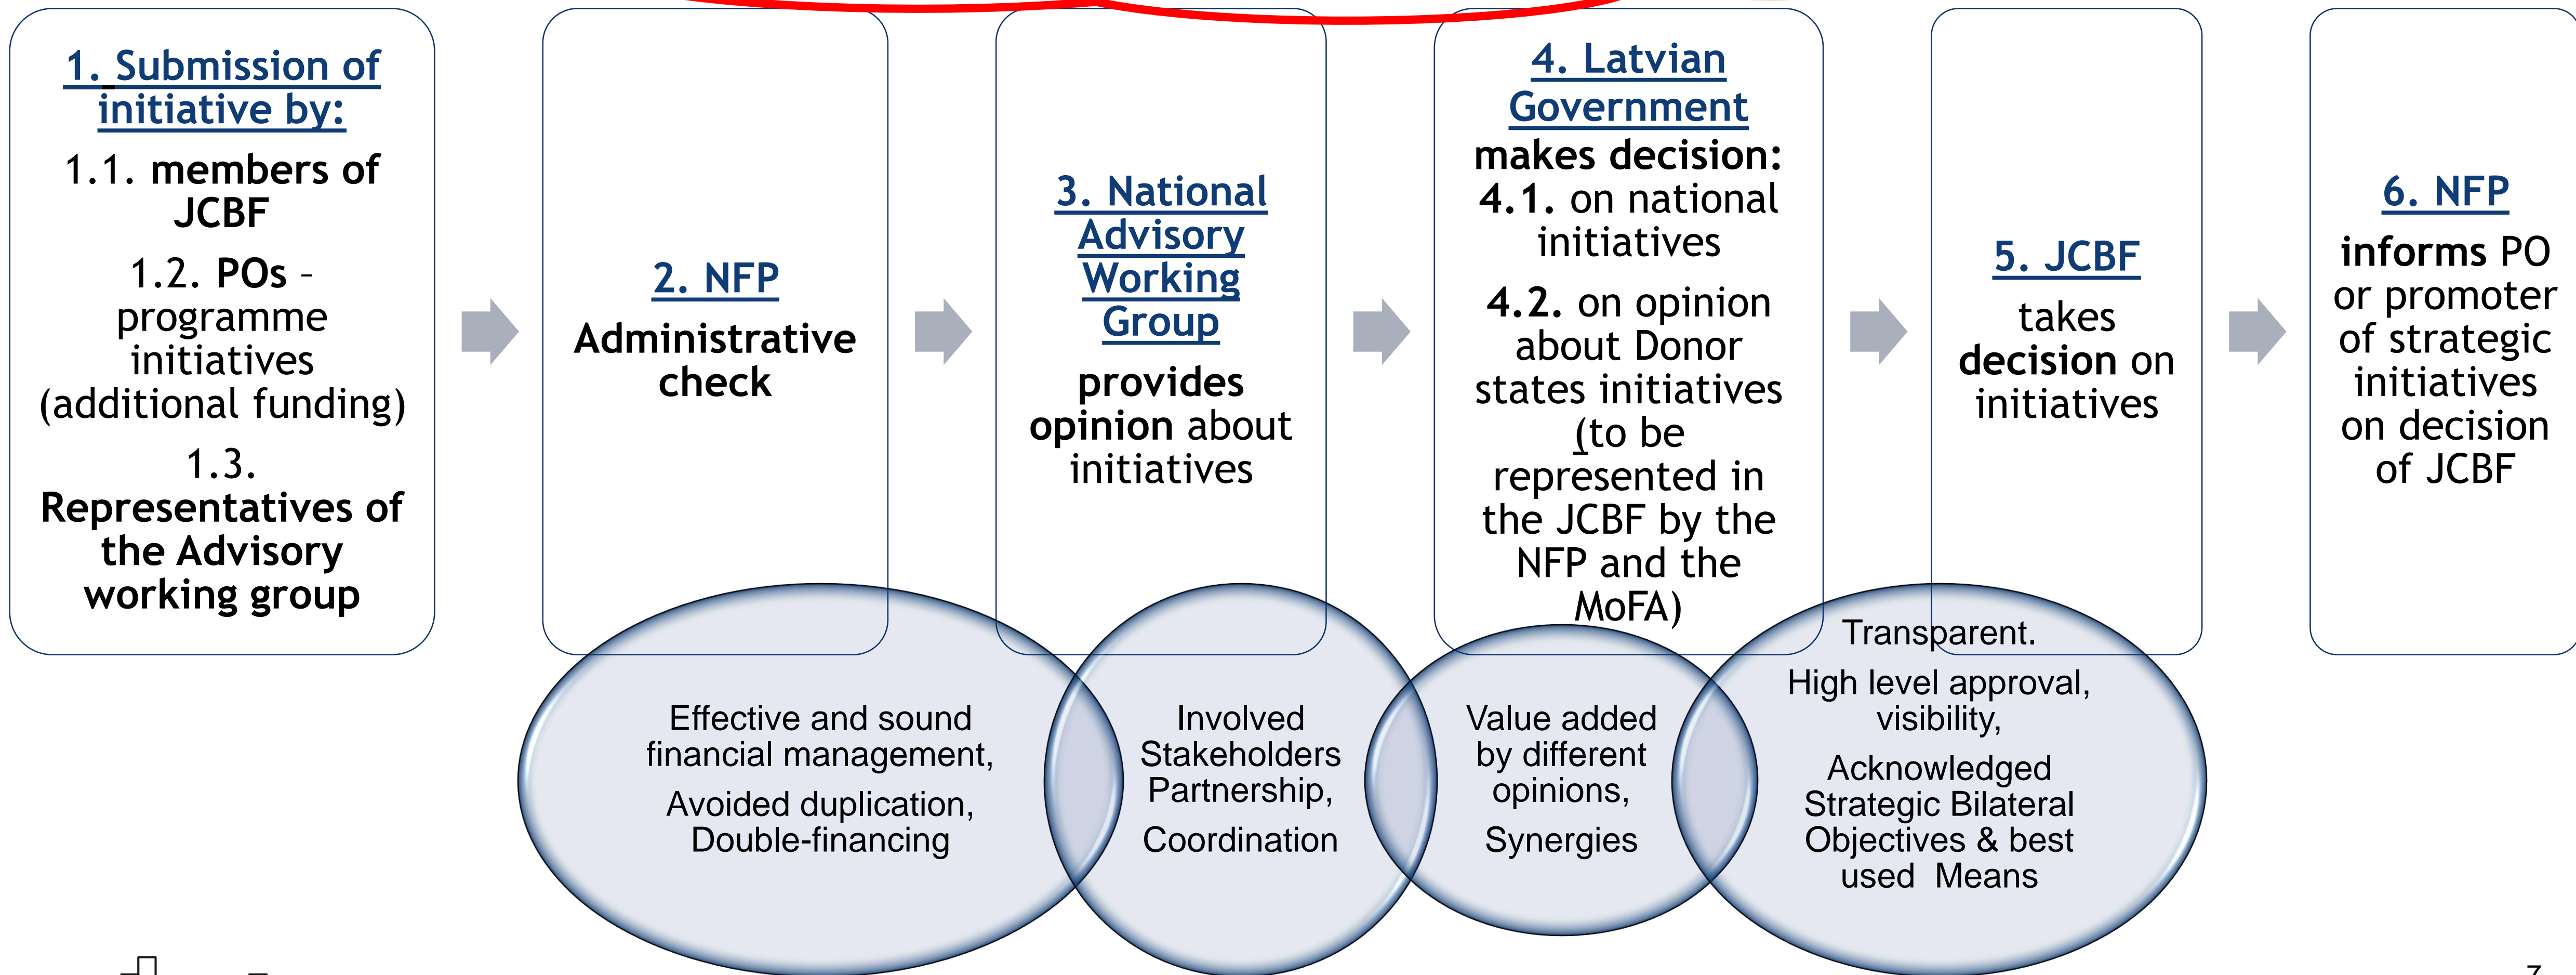 1. Submission of
initiative by:
1.1. members of
JCBF
1.2. POs –
programme
initiatives
(additional funding)
1.3.
Representatives of
the Advisory
working group
2. NFP
Administrative
check
3. National
Advisory
Working
Group
provides
opinion about
initiatives
4. Latvian
Government
makes decision:
4.1. on national
initiatives
4.2. on opinion
about Donor
states initiatives
(to be
represented in
the JCBF by the
NFP and the
MoFA)
5. JCBF
takes
decision on
initiatives
6. NFP
informs PO
or promoter
of strategic
initiatives
on decision
of JCBF
Effective and sound
financial management,
Avoided duplication,
Double-financing
Involved
Stakeholders
Partnership,
Coordination
Value added
by different
opinions,
Synergies
Transparent.
High level approval,
visibility,
Acknowledged
Strategic Bilateral
Objectives & best
used  Means
7